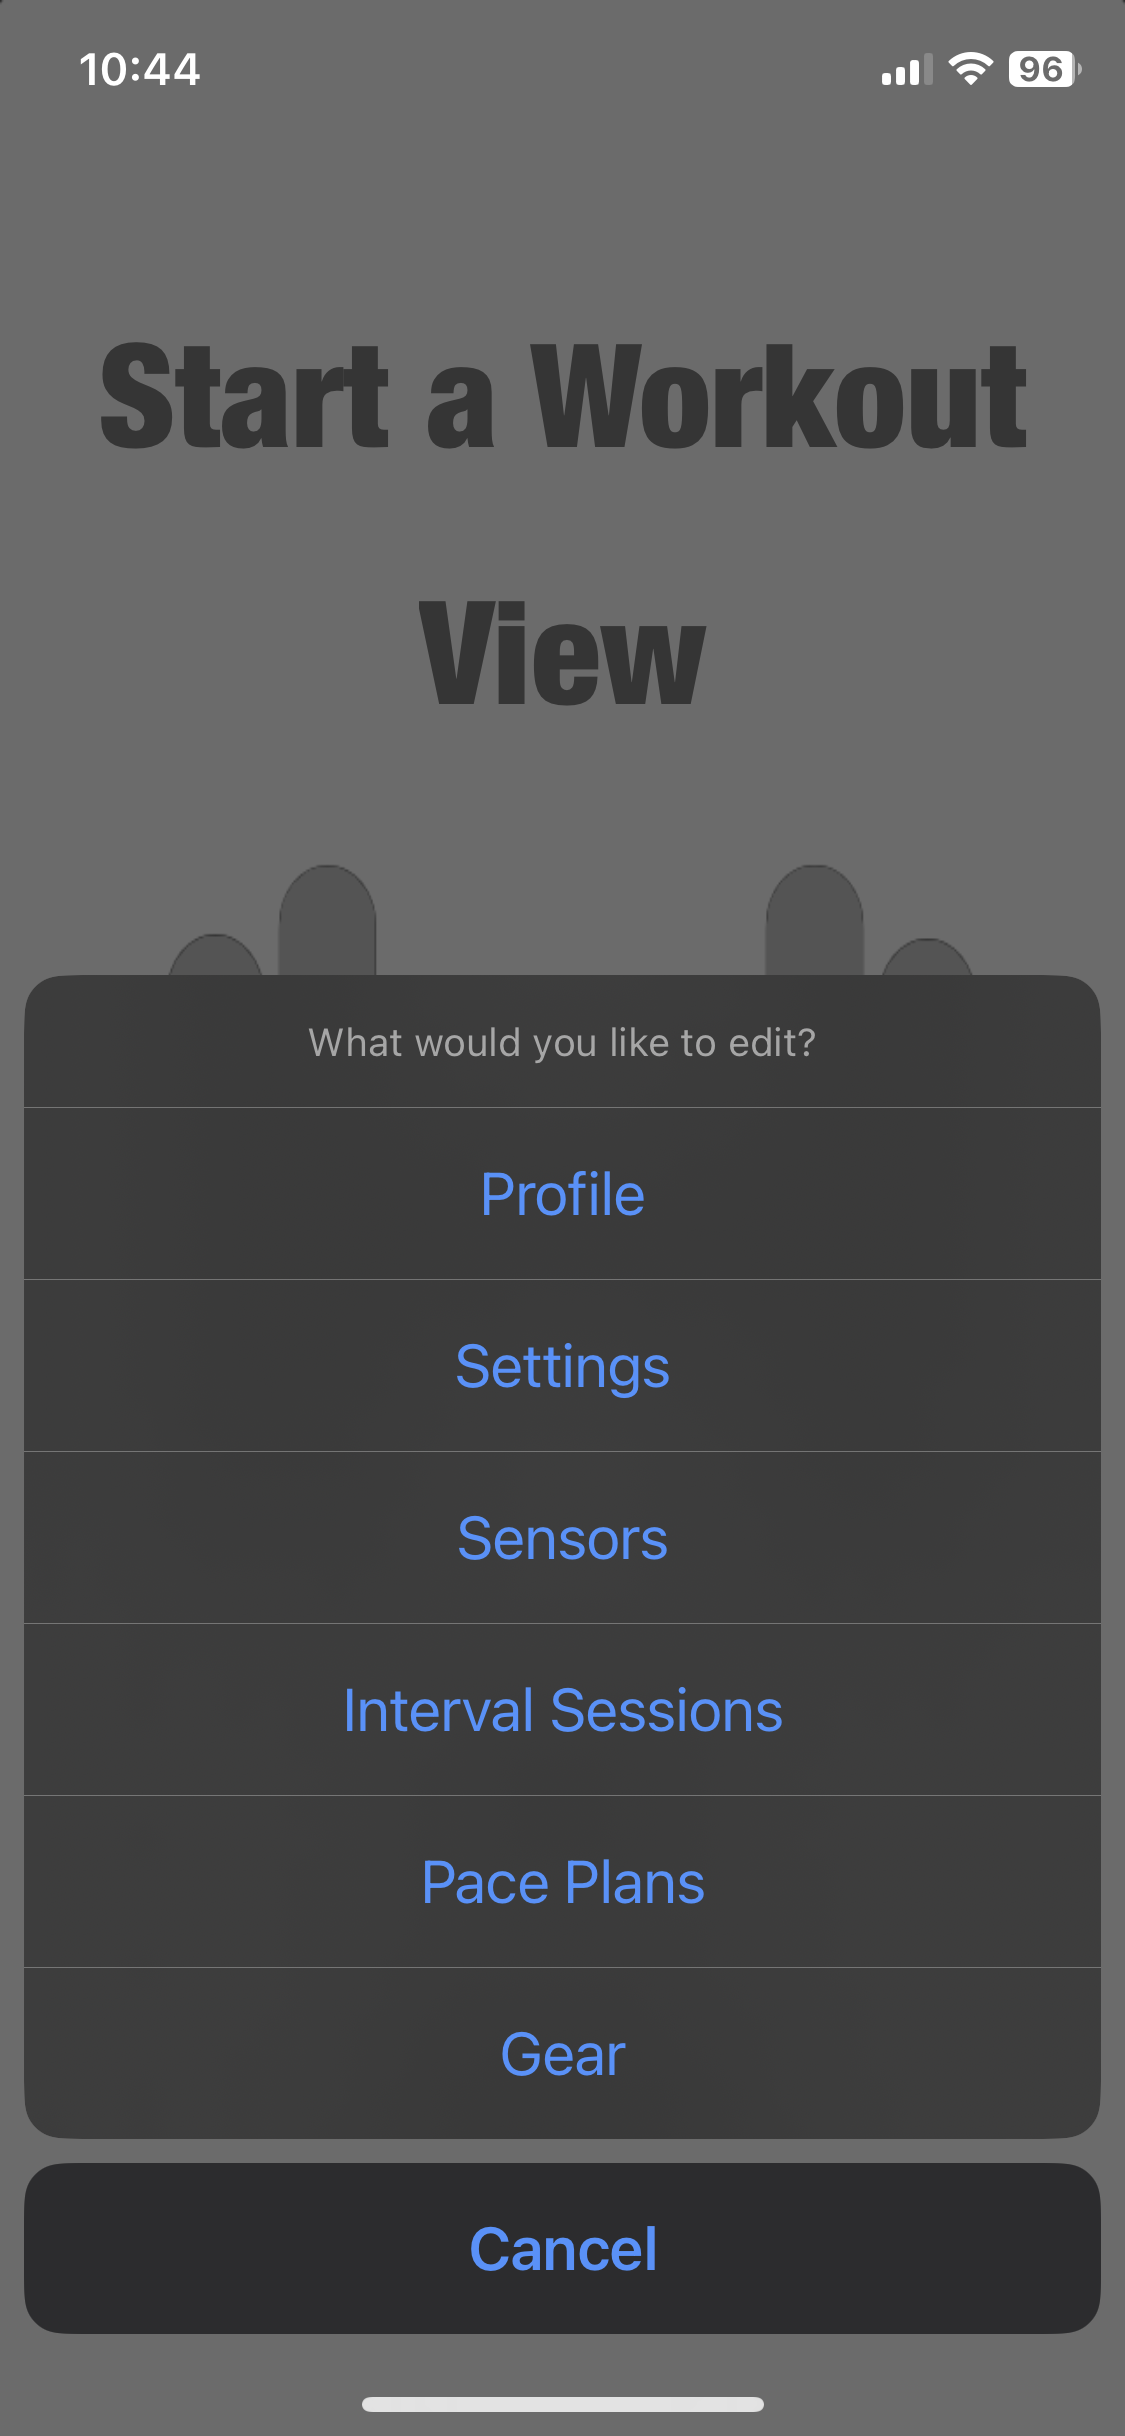 10:44
96
Start a Workout
View
What would you like to edit?
Profile
Settings
Sensors
Interval Sessions
Pace Plans
Gear
Cancel